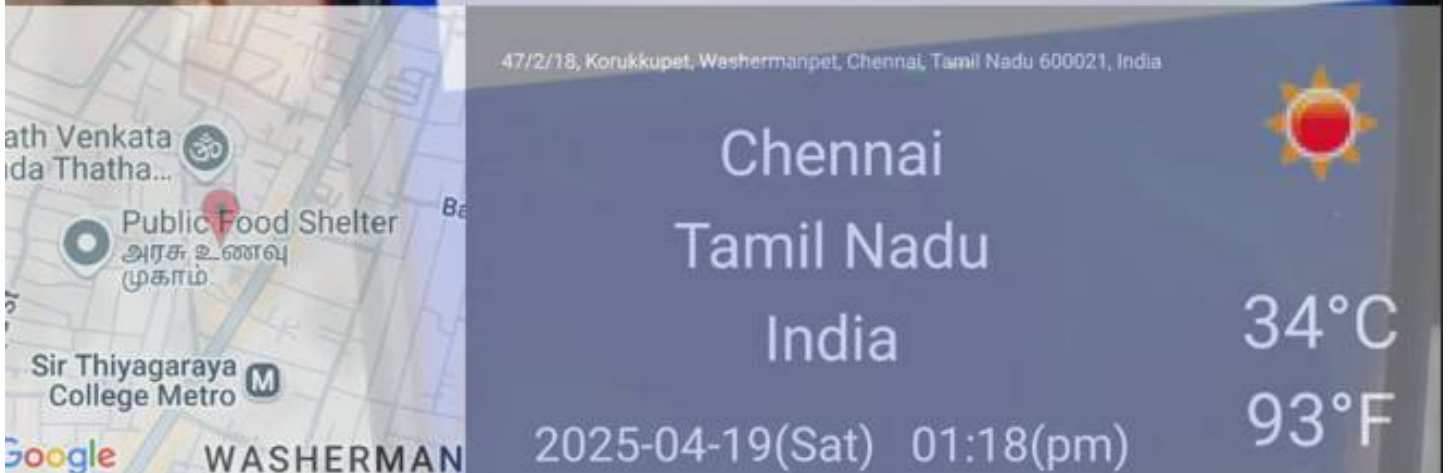 ath Venkata
da Thatha...
Public Food Shelter
அரசு உணவு
முகாம்
Ba
Sir Thiyagaraya
College Metro
M
Google
WASHERMAN
47/2/18, Korukkupet, Washermanpet, Chennai, Tamil Nadu 600021, India
Chennai
Tamil Nadu
India
2025-04-19(Sat) 01:18(pm)
34°C
93°F